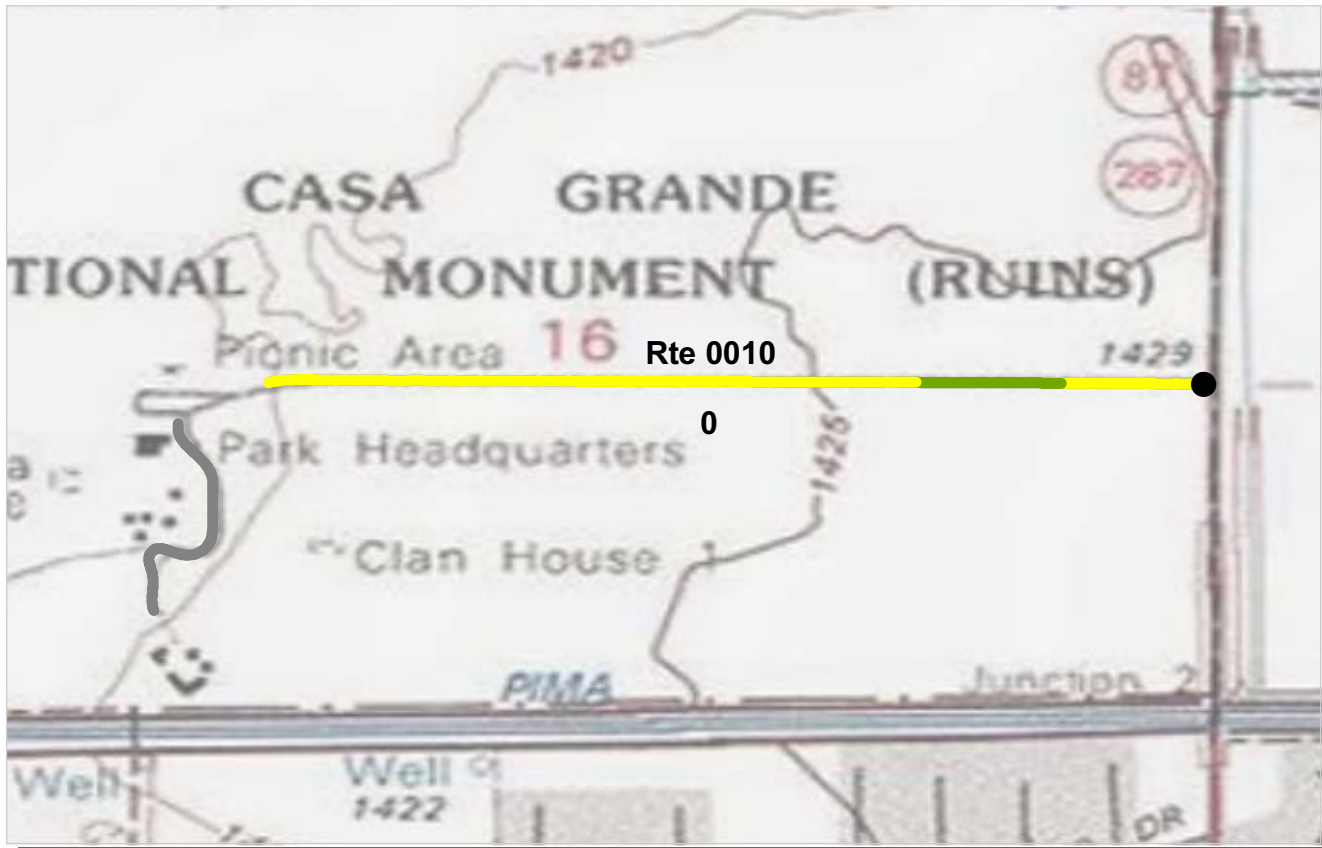 1420
87
287
CASA GRANDE
TIONAL MONUMENT (RUINS)
Picnic Area 16 Rte 0010 1429
0
Park Headquarters
1425
Clan House
PIMA Junction 2
Well Well
1422
DR